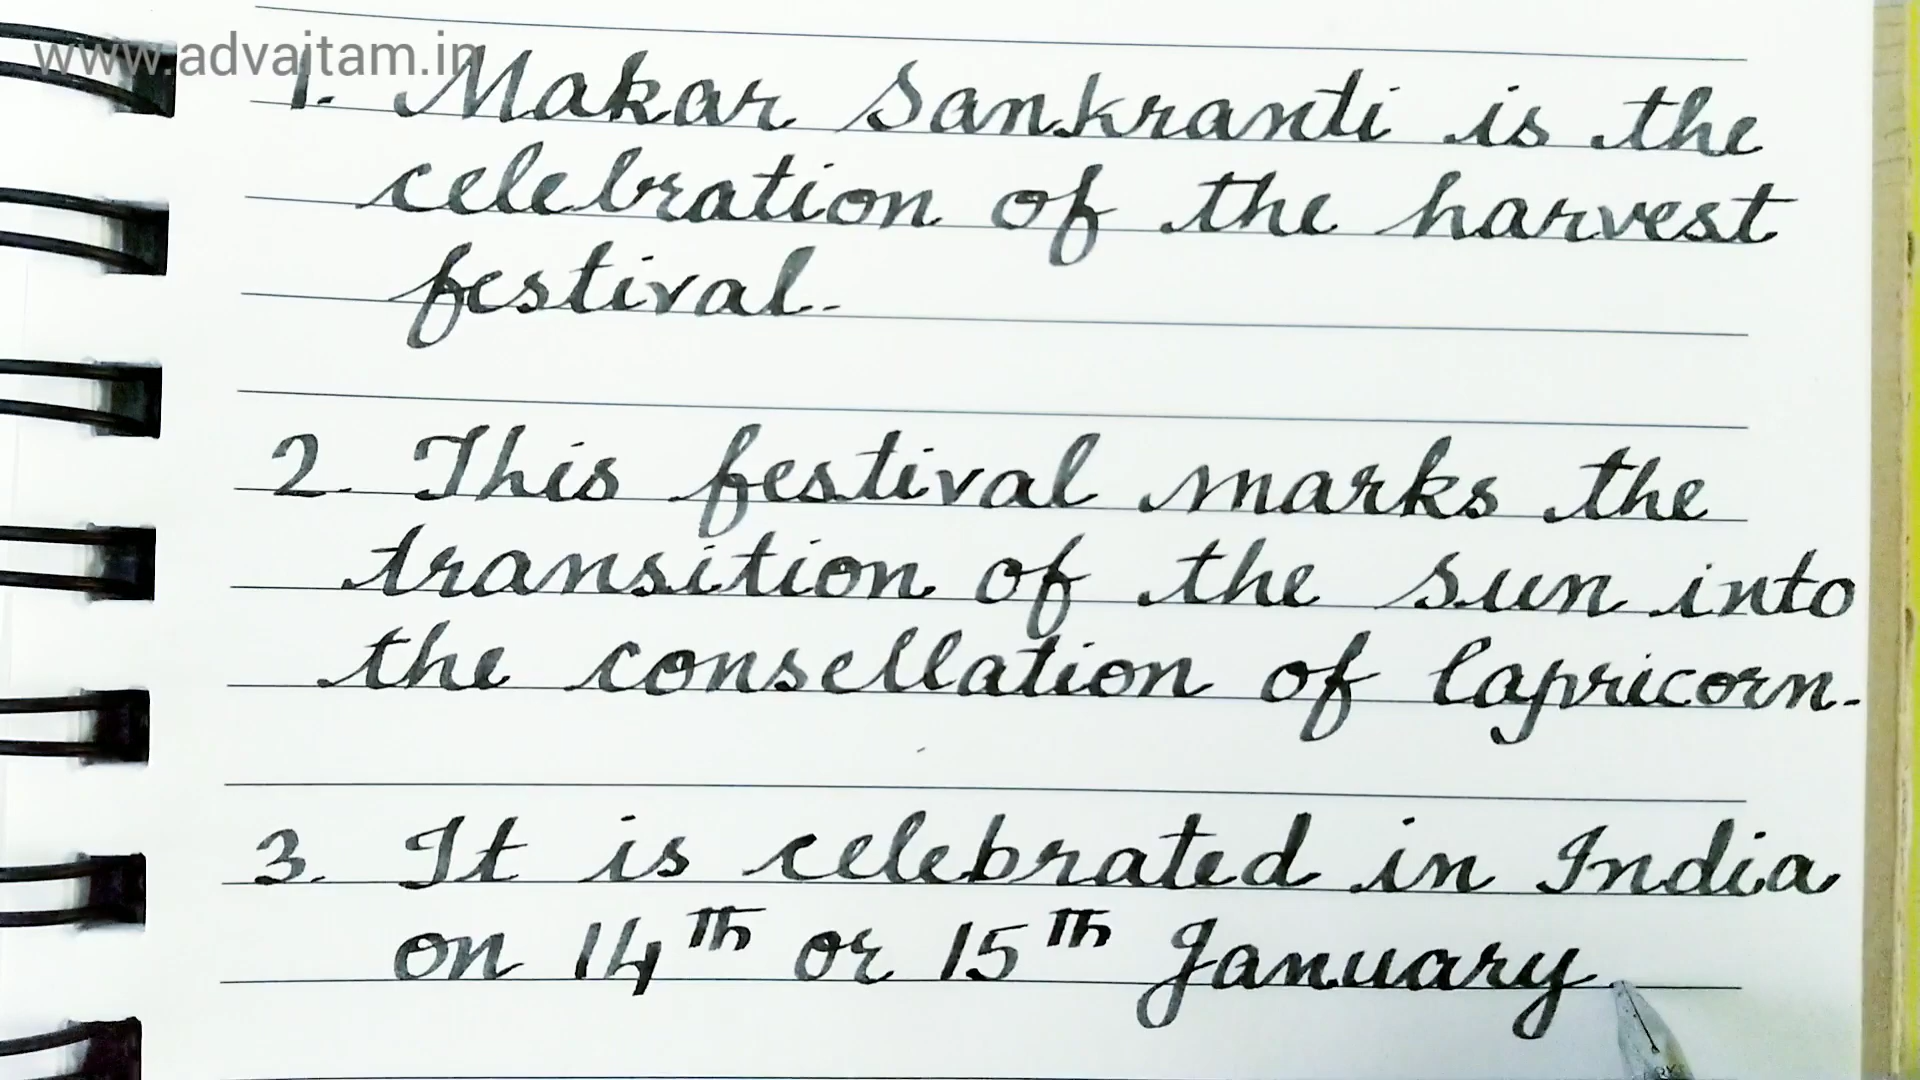 www.advaitam.in
1. Makar Sankranti is the
celebration of the harvest
festival.
2. This festival marks the
transition of the sun into
the consellation of Capricorn.
3. It is celebrated in India
on 14th or 15th January